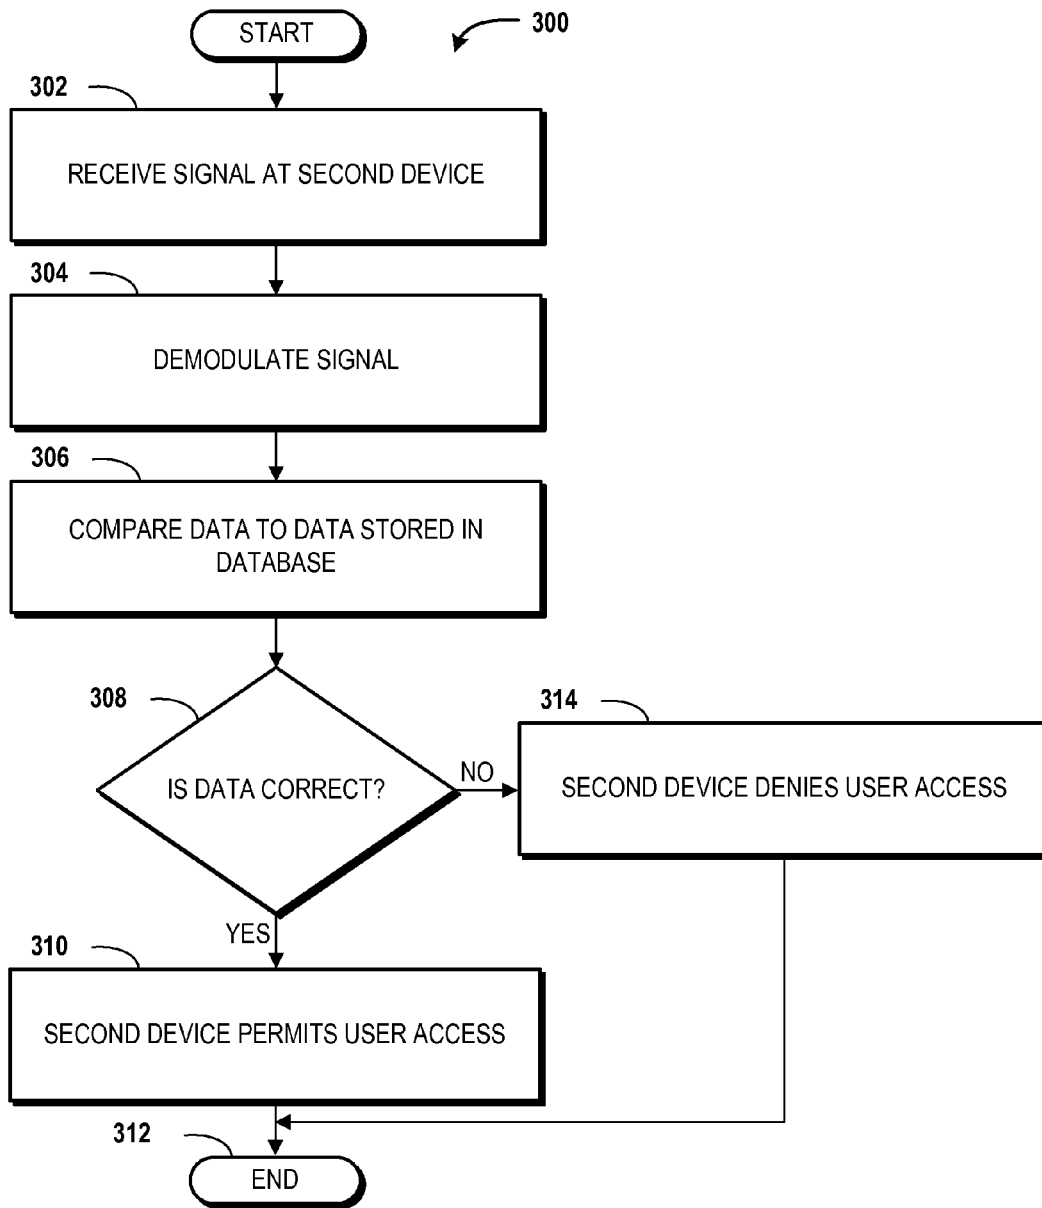 START
300
302
RECEIVE SIGNAL AT SECOND DEVICE
304
DEMODULATE SIGNAL
306
COMPARE DATA TO DATA STORED IN
DATABASE
308
IS DATA CORRECT?
NO
314
SECOND DEVICE DENIES USER ACCESS
YES
310
SECOND DEVICE PERMITS USER ACCESS
312
END